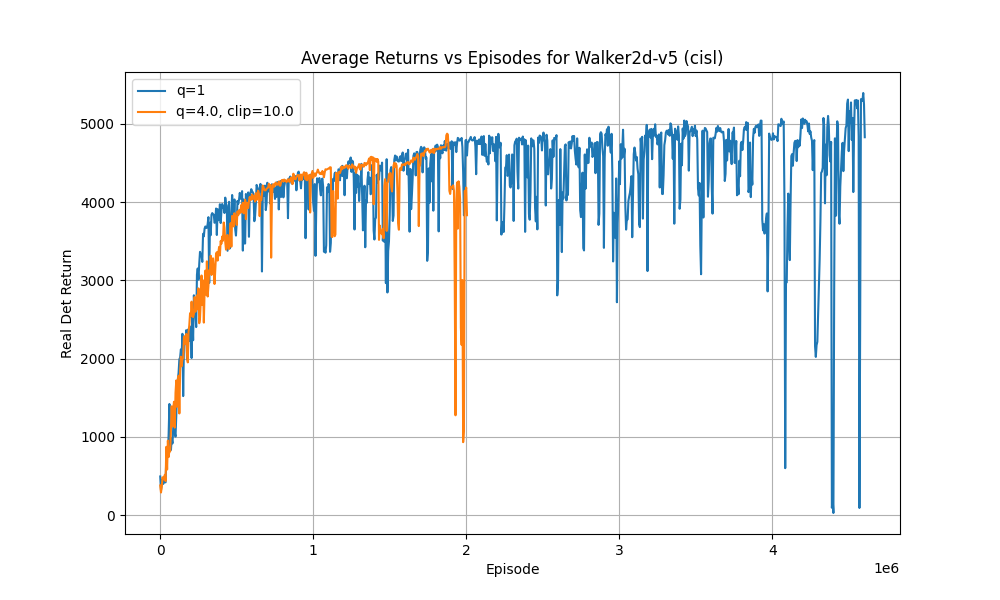 Average Returns vs Episodes for Walker2d-v5 (cisl)
q=1
q=4.0, clip=10.0
Real Det Return
5000
4000
3000
2000
1000
0
0 1 2 3 4
1e6
Episode